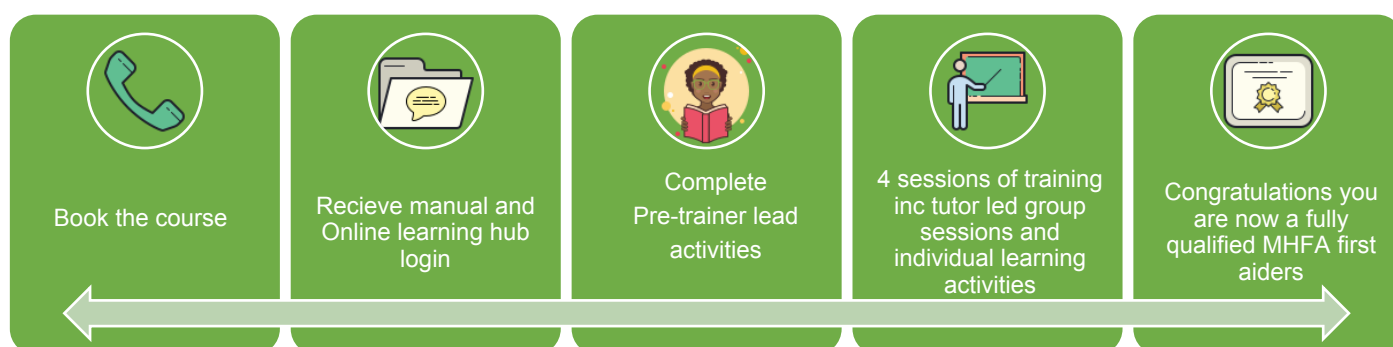 Book the course
Recieve manual and
Online learning hub
login
Complete
Pre-trainer lead
activities
4 sessions of training
inc tutor led group
sessions and
individual learning
activities
Congratulations you
are now a fully
qualified MHFA first
aiders